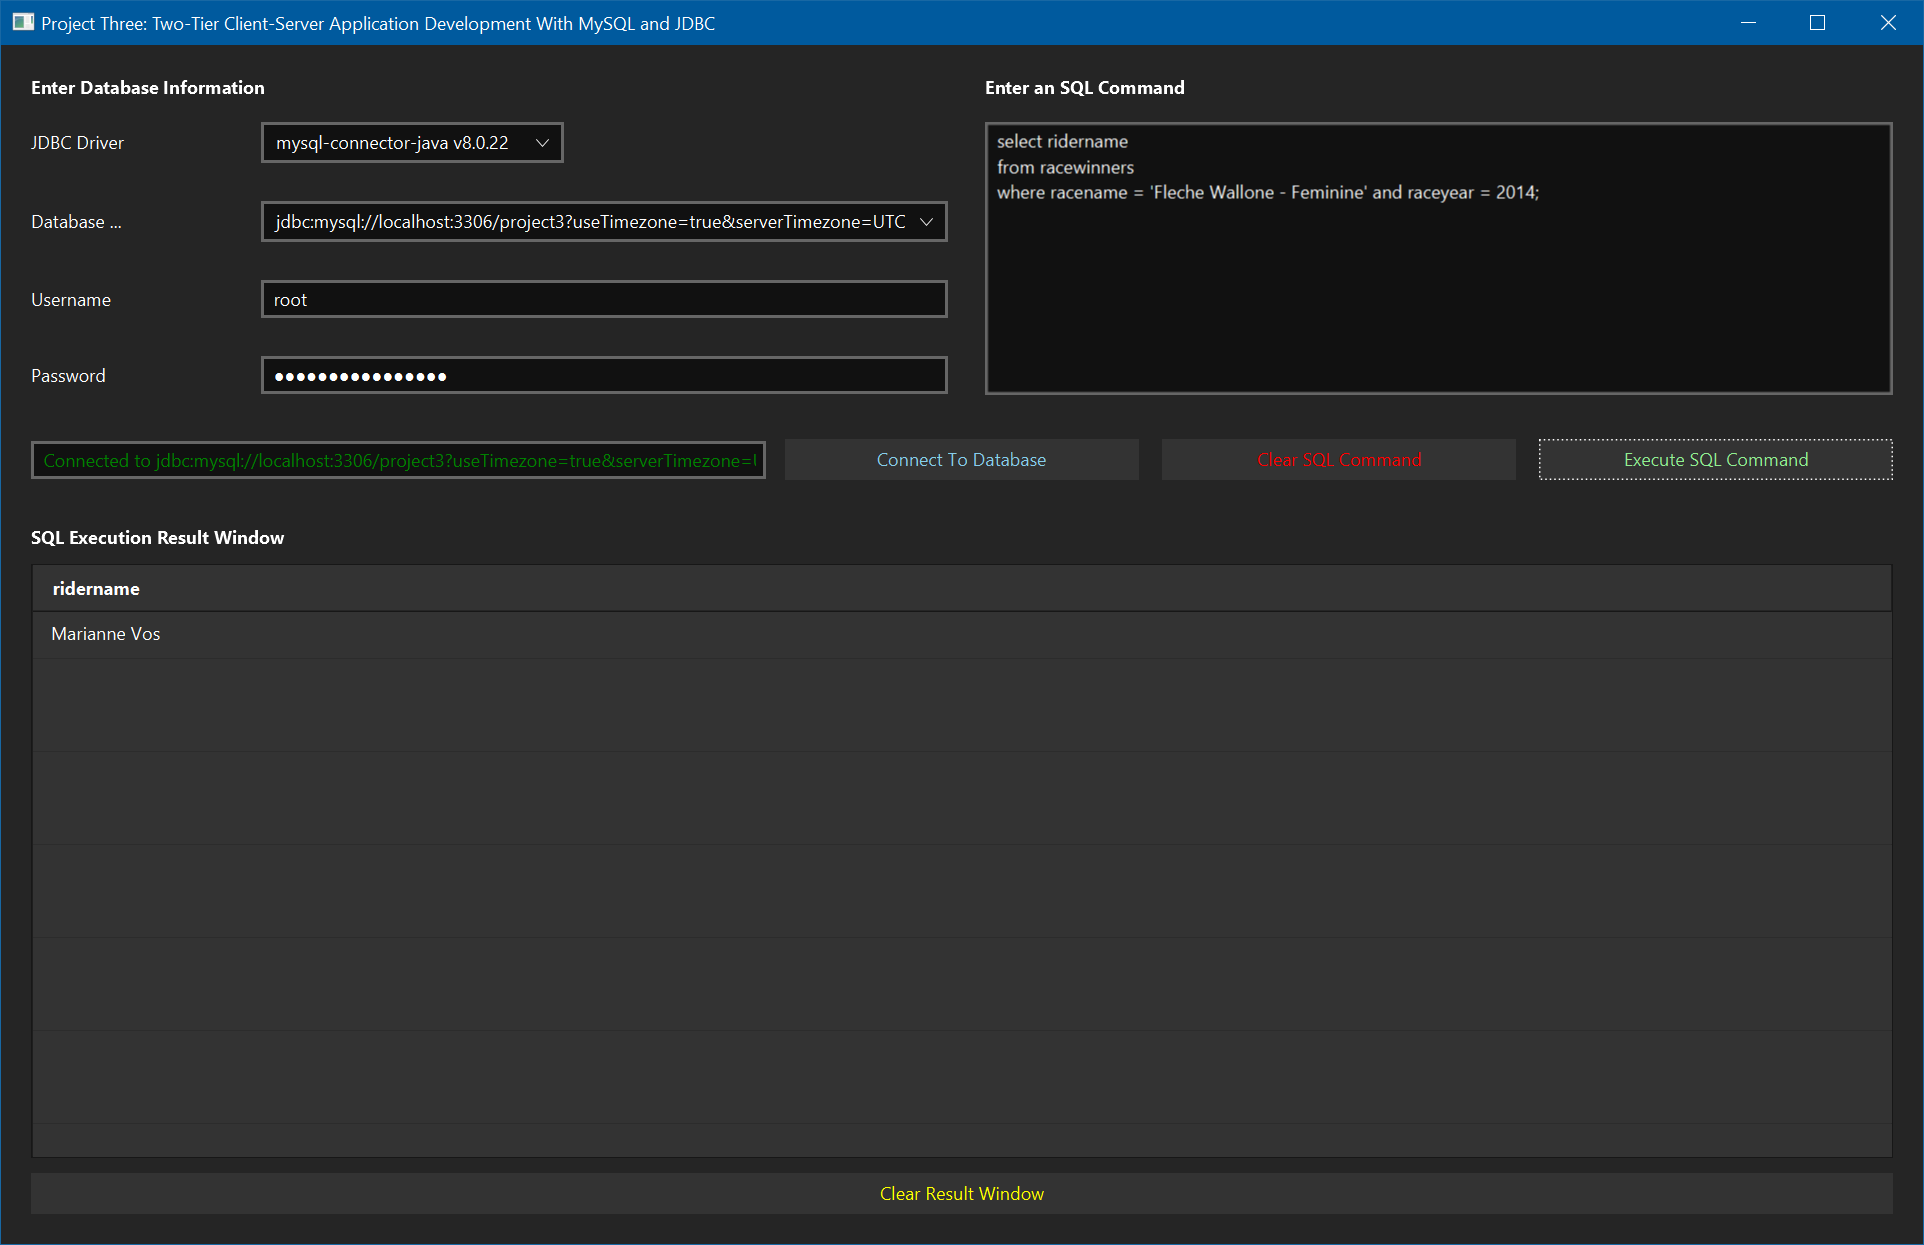 Project Three: Two-Tier Client-Server Application Development With MySQL and JDBC
Enter Database Information
JDBC Driver
mysql-connector-java v8.0.22
Database ...
jdbc:mysql://localhost:3306/project3?useTimezone=true&serverTimezone=UTC
Username
root
Password
••••••••••••••••
Enter an SQL Command
select ridername
from racewinners
where racename = 'Fleche Wallone - Feminine' and raceyear = 2014;
Connected to jdbc:mysql://localhost:3306/project3?useTimezone=true&serverTimezone=
Connect To Database
Clear SQL Command
Execute SQL Command
SQL Execution Result Window
ridername
Marianne Vos
Clear Result Window